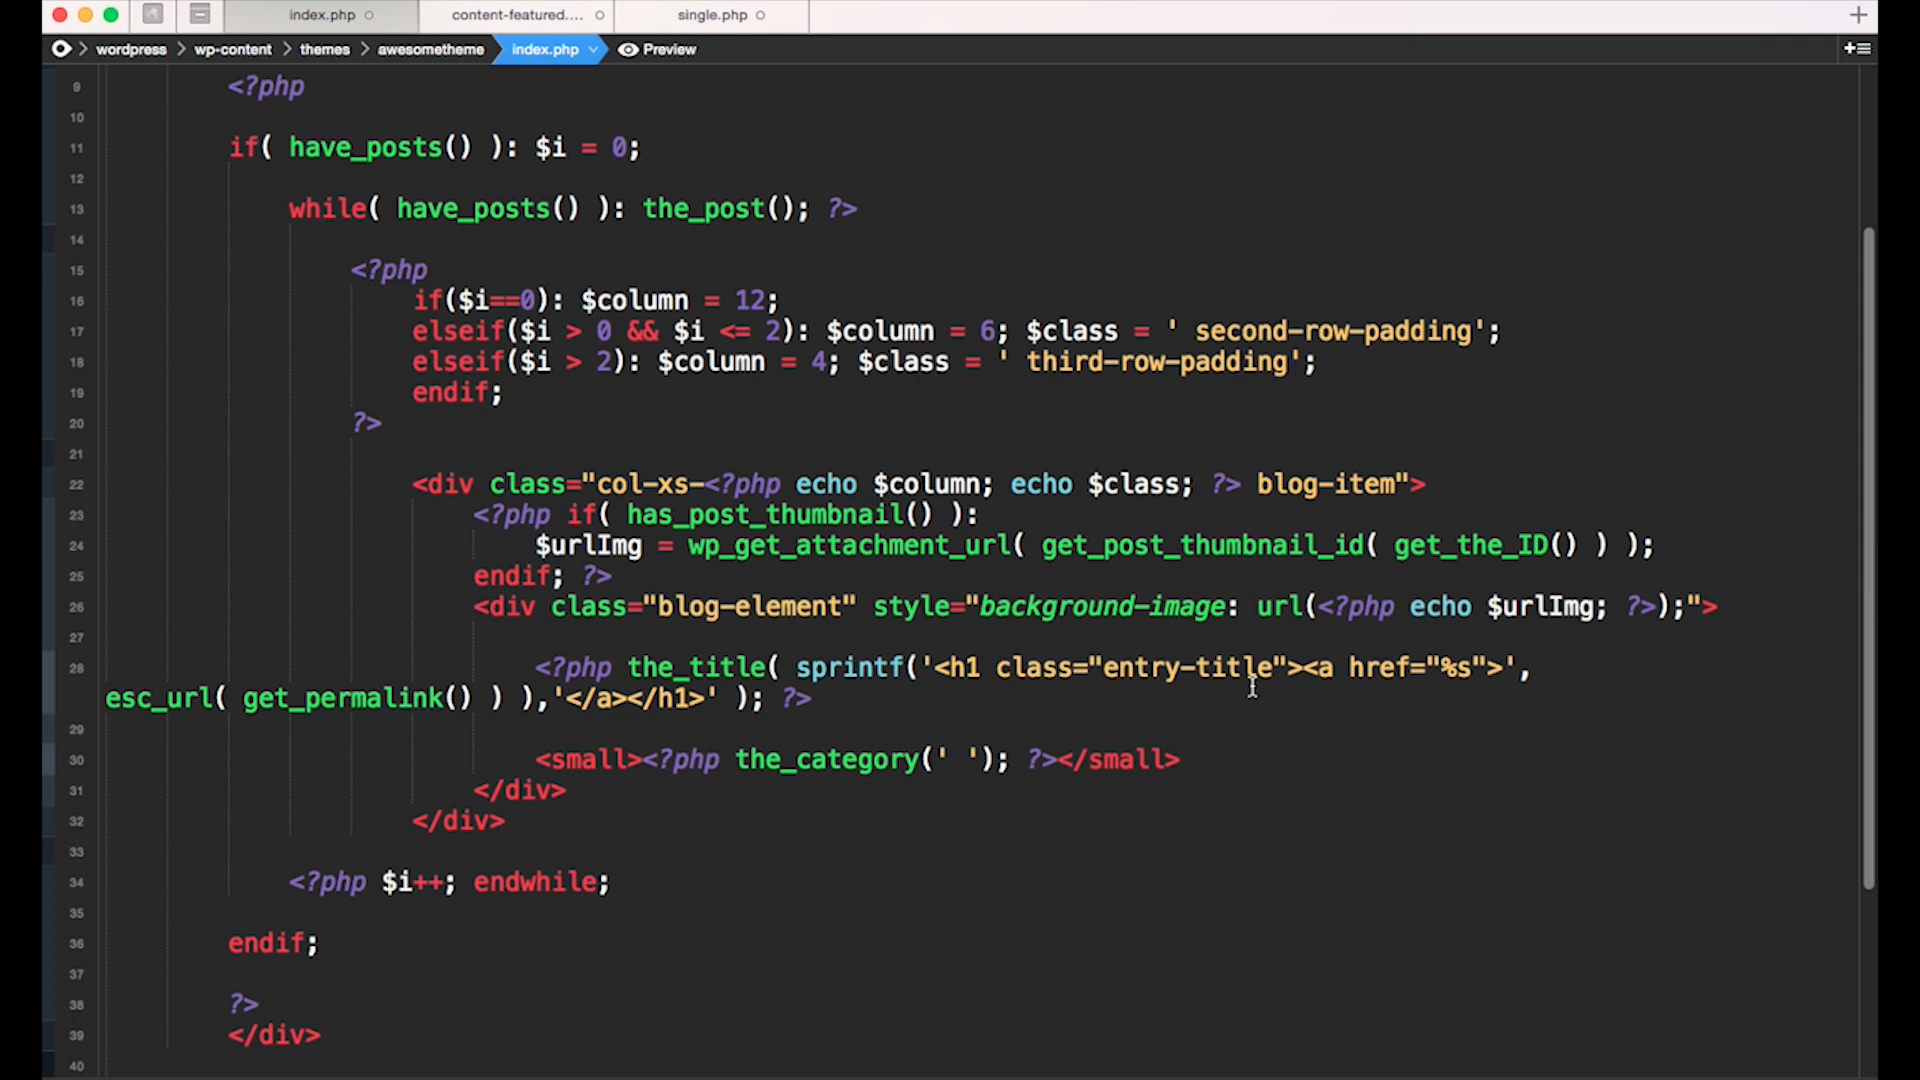 index.php
content-featured....
single.php
wordpress wp-content themes awesometheme index.php Preview
9 <?php
10
11 if( have_posts() ): $i = 0;
12
13 while( have_posts() ): the_post(); ?>
14
15 <?php
16 if($i==0): $column = 12;
17 elseif($i > 0 && $i <= 2): $column = 6; $class = ' second-row-padding';
18 elseif($i > 2): $column = 4; $class = ' third-row-padding';
19 endif;
20 ?>
21
22 <div class="col-xs-<?php echo $column; echo $class; ?> blog-item">
23 <?php if( has_post_thumbnail() ):
24 $urlImg = wp_get_attachment_url( get_post_thumbnail_id( get_the_ID() ) );
25 endif; ?>
26 <div class="blog-element" style="background-image: url(<?php echo $urlImg; ?>);">
27
28 <?php the_title( sprintf('<h1 class="entry-title"><a href="%s">',
esc_url( get_permalink() ) ),'</a></h1>' ); ?>
29
30 <small><?php the_category(' '); ?></small>
31 </div>
32 </div>
33
34 <?php $i++; endwhile;
35
36 endif;
37
38 ?>
39 </div>
40